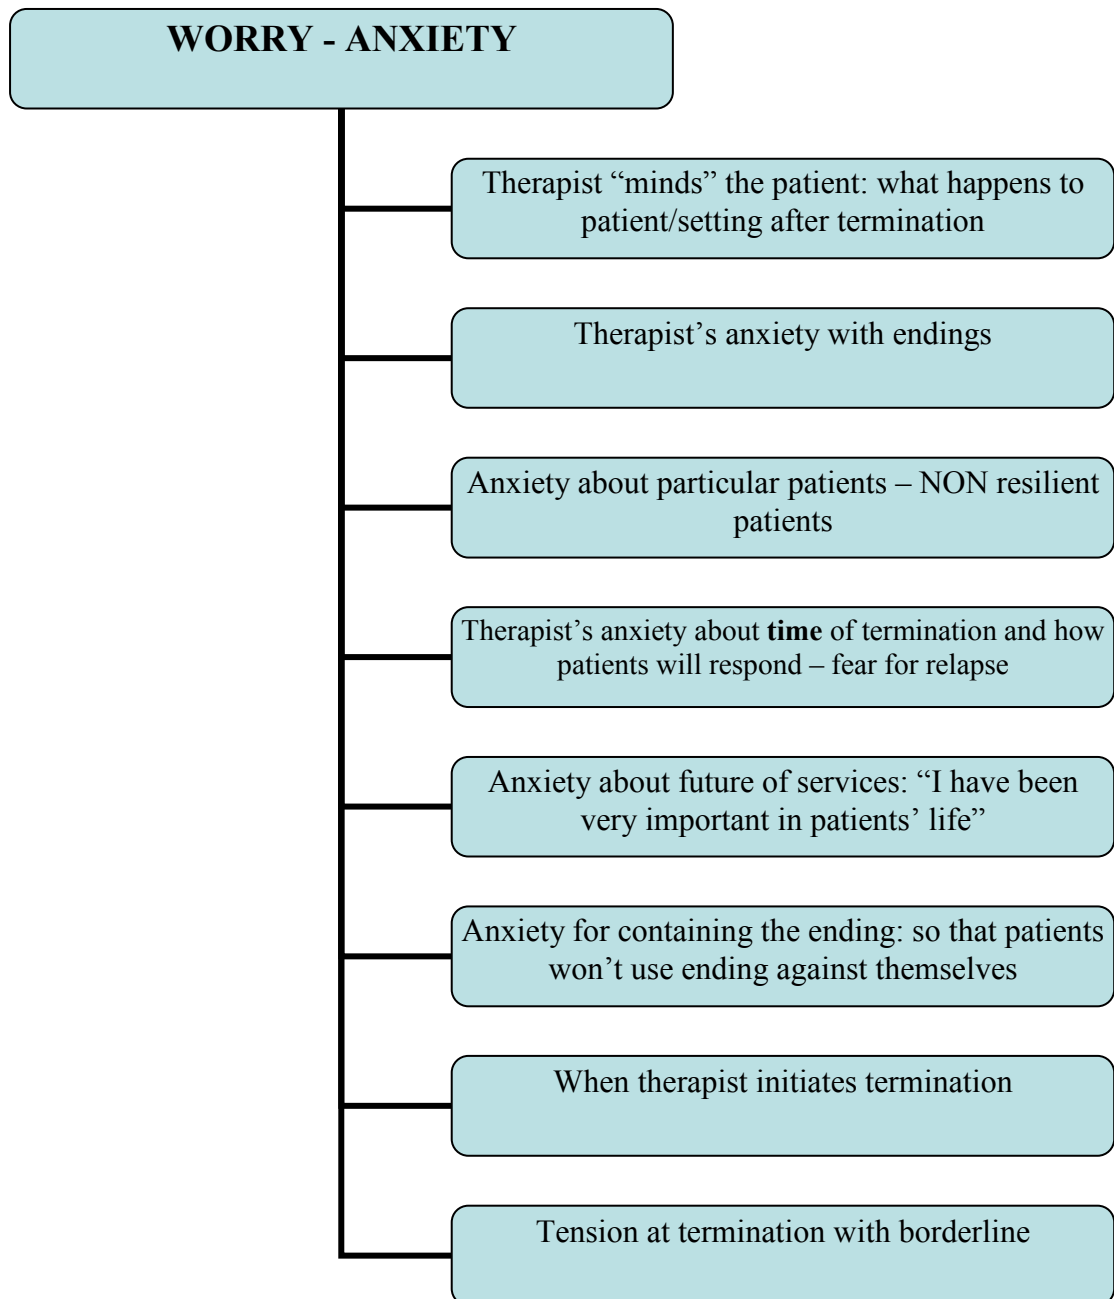 WORRY - ANXIETY
Therapist “minds” the patient: what happens to
patient/setting after termination
Therapist’s anxiety with endings
Anxiety about particular patients – NON resilient
patients
Therapist’s anxiety about time of termination and how
patients will respond – fear for relapse
Anxiety about future of services: “I have been
very important in patients’ life”
Anxiety for containing the ending: so that patients
won’t use ending against themselves
When therapist initiates termination
Tension at termination with borderline